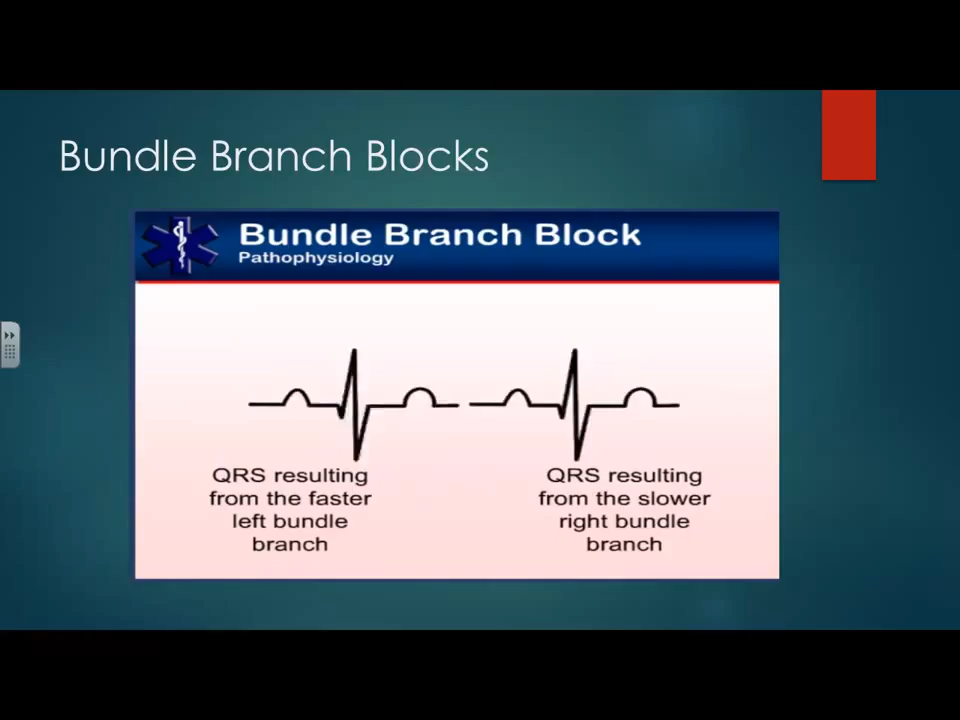 Bundle Branch Blocks
Bundle Branch Block
Pathophysiology
QRS resulting
from the faster
left bundle
branch
QRS resulting
from the slower
right bundle
branch